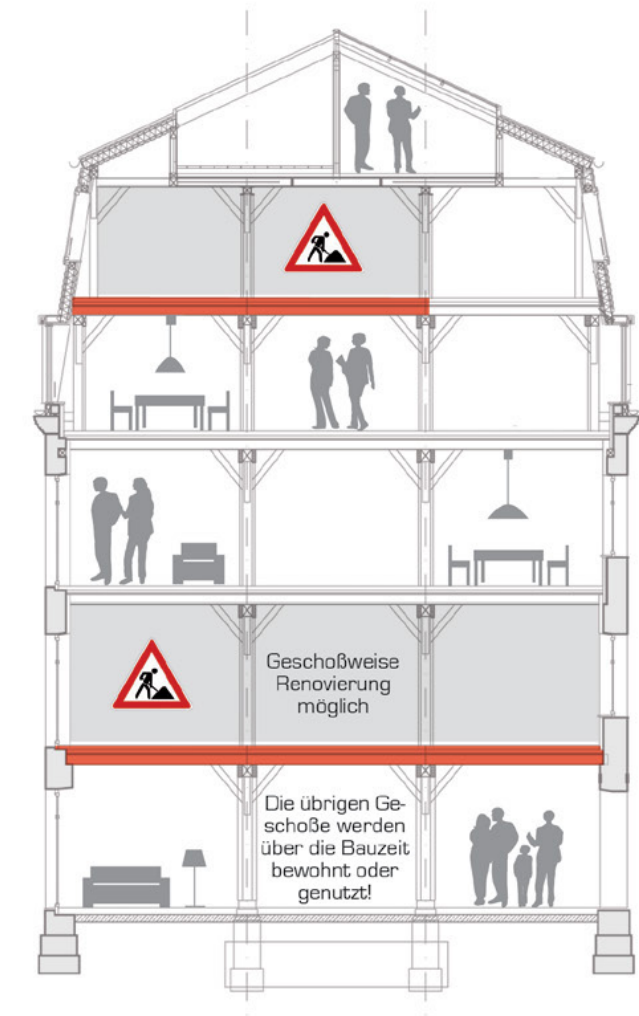 Geschoßweise
Renovierung
möglich
Die übrigen Ge-
schoße werden
über die Bauzeit
bewohnt oder
genutzt!